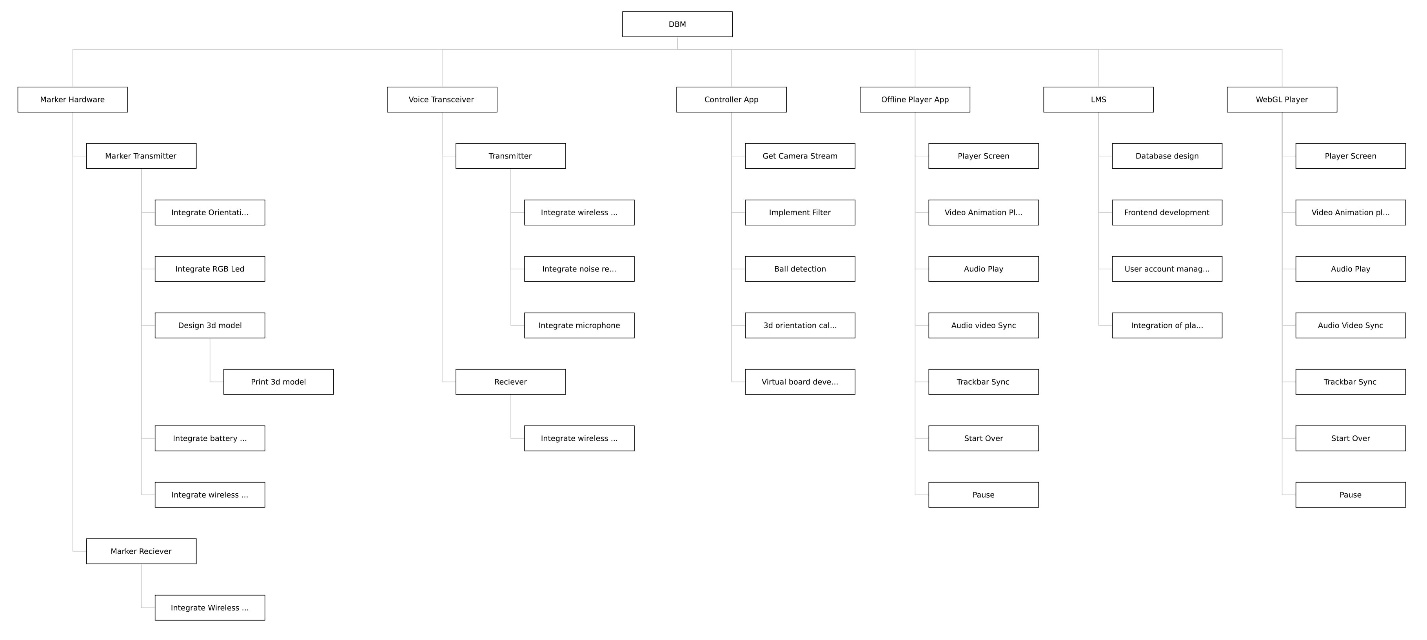 DBM
Marker Hardware
Voice Transceiver
Controller App
Offline Player App
LMS
WebGL Player
Marker Transmitter
Transmitter
Get Camera Stream
Player Screen
Database design
Player Screen
Integrate Orientati...
Integrate wireless ...
Implement Filter
Video Animation Pl...
Frontend development
Video Animation pl...
Integrate RGB Led
Integrate noise re...
Ball detection
Audio Play
User account manag...
Audio Play
Design 3d model
Integrate microphone
3d orientation cal...
Audio video Sync
Integration of pla...
Audio Video Sync
Print 3d model
Reciever
Virtual board deve...
Trackbar Sync
Trackbar Sync
Integrate battery ...
Integrate wireless ...
Start Over
Start Over
Integrate wireless ...
Pause
Pause
Marker Reciever
Integrate Wireless ...